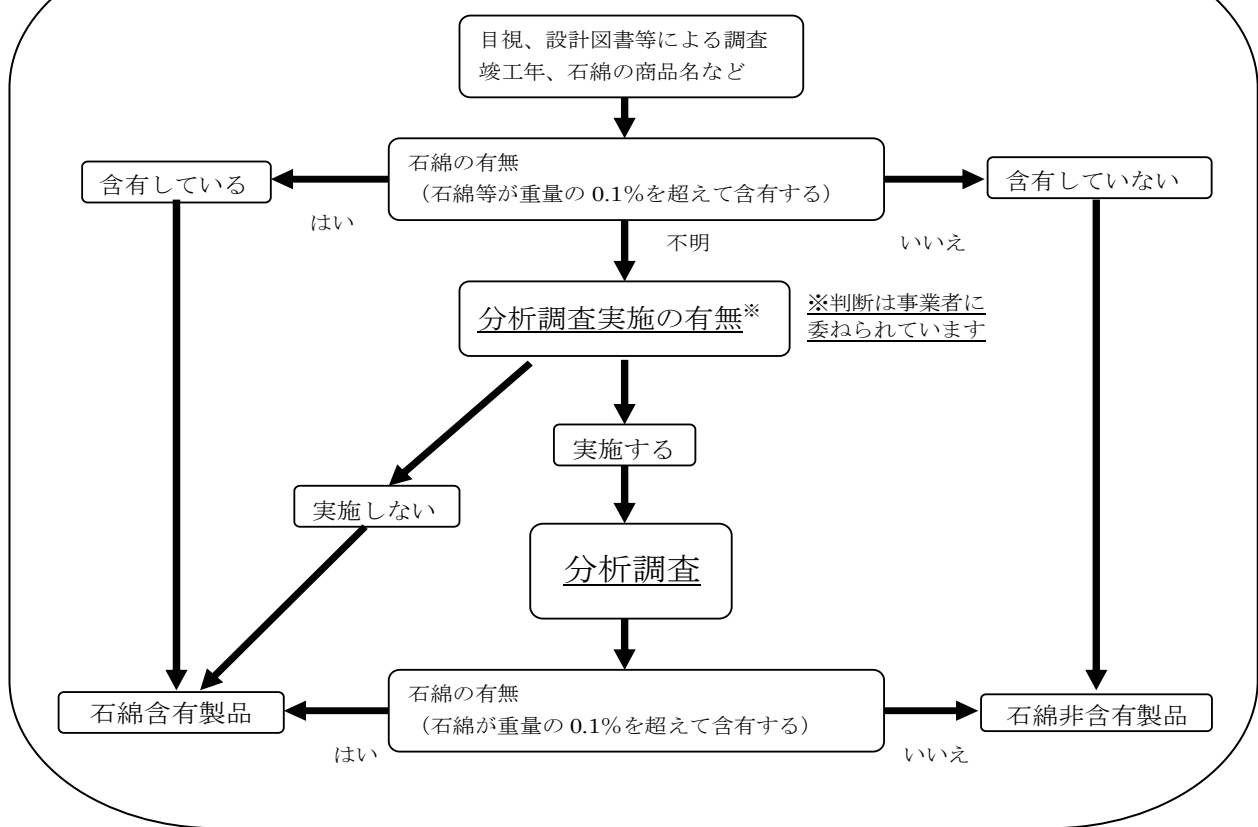 目視、設計図書等による調査
竣工年、石綿の商品名など
石綿の有無
（石綿等が重量の 0.1%を超えて含有する）
含有している
含有していない
はい
不明
いいえ
分析調査実施の有無※
※判断は事業者に
委ねられています
実施する
実施しない
分析調査
石綿の有無
（石綿が重量の 0.1%を超えて含有する）
石綿含有製品
石綿非含有製品
はい
いいえ